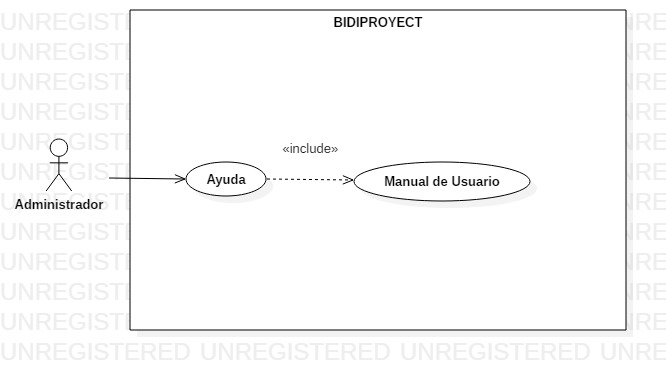 BIDIPROYECT
«include»
Ayuda
Manual de Usuario
Administrador
UNREGISTERED UNREGISTERED UNREGISTERED UNRE